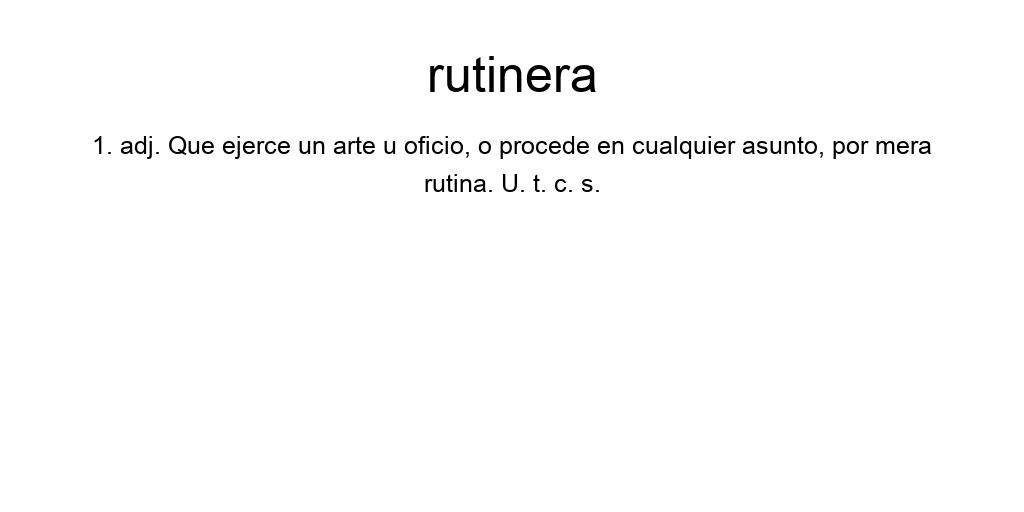 rutinera
1. adj. Que ejerce un arte u oficio, o procede en cualquier asunto, por mera
rutina. U. t. c. s.